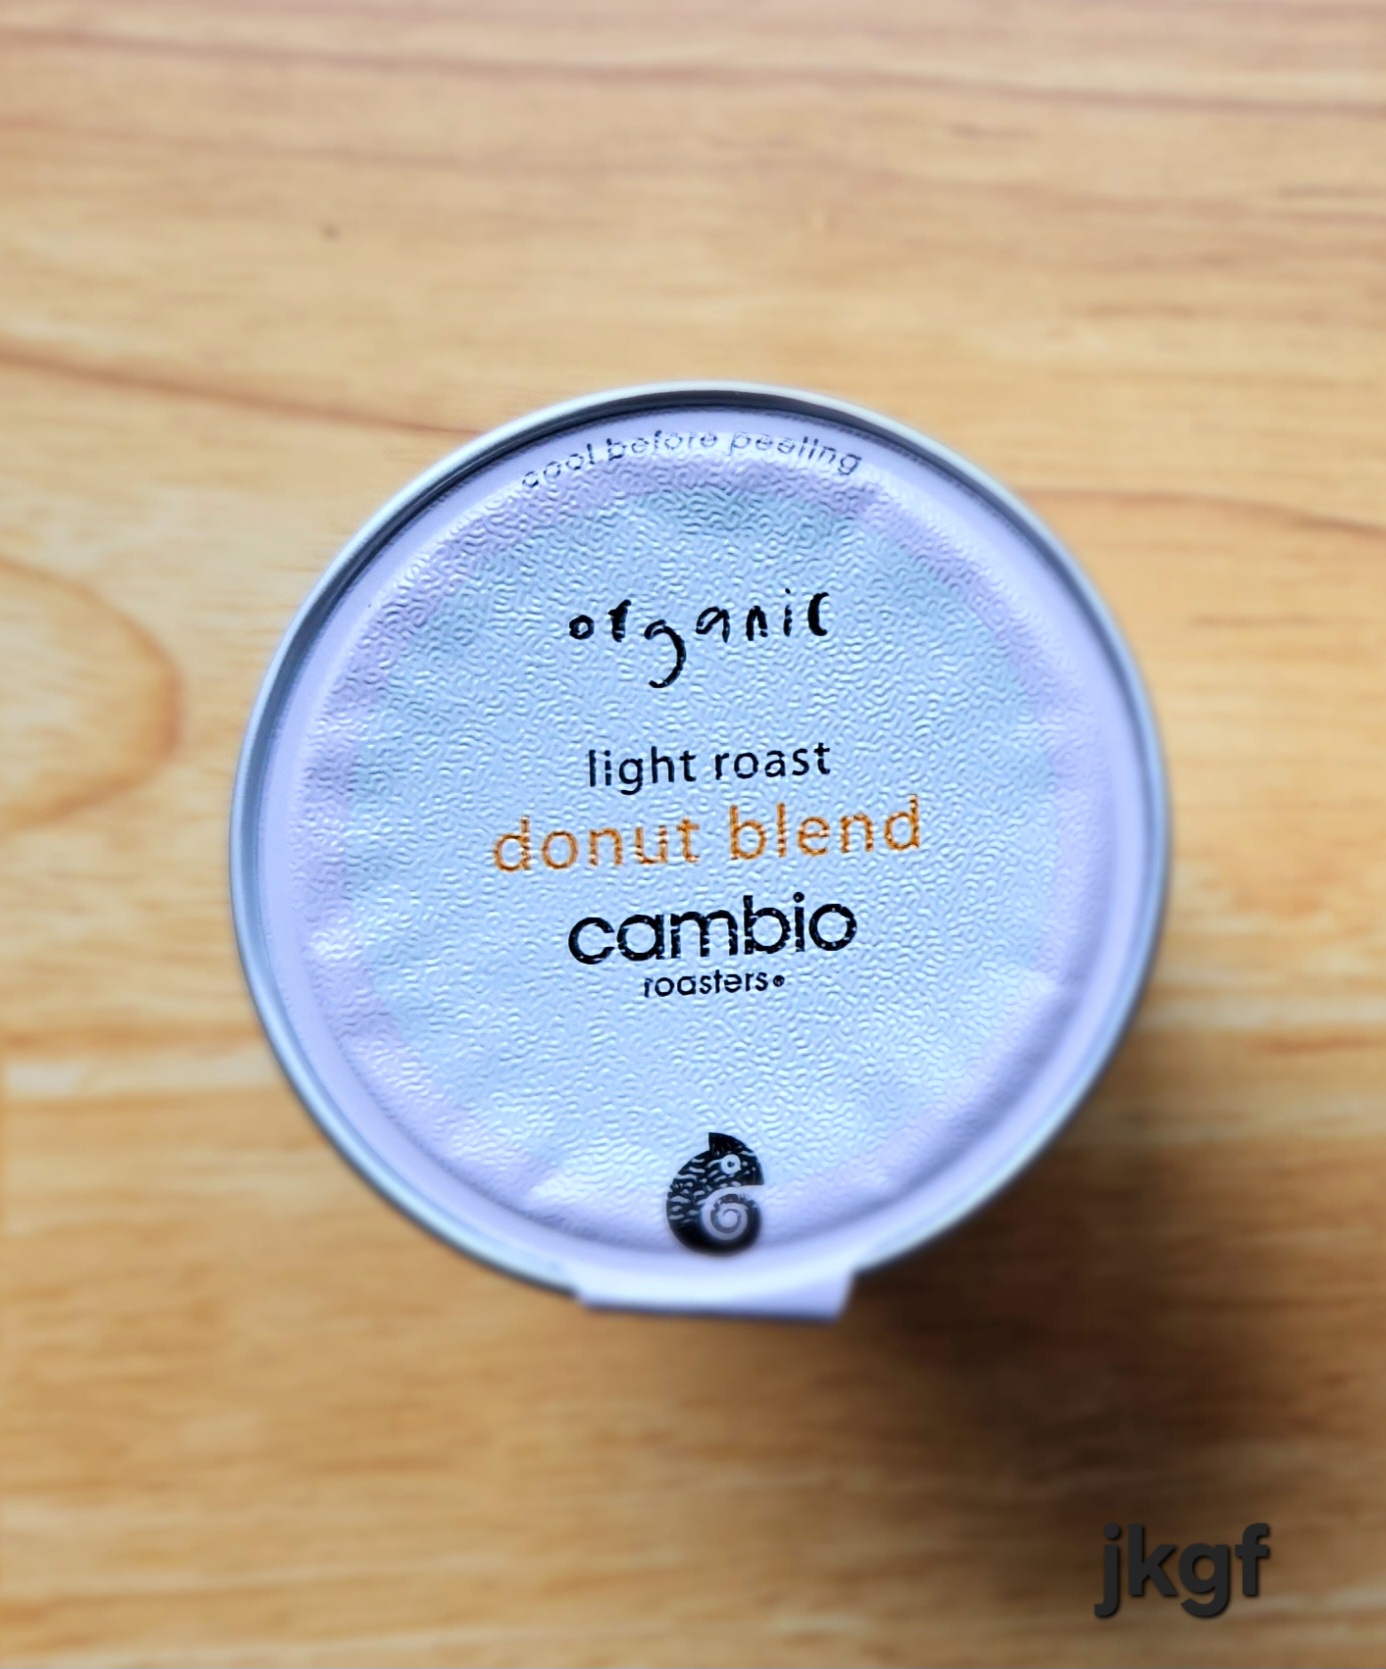 cool before peeling
organic
light roast
donut blend
cambio
roasters®
jkgf